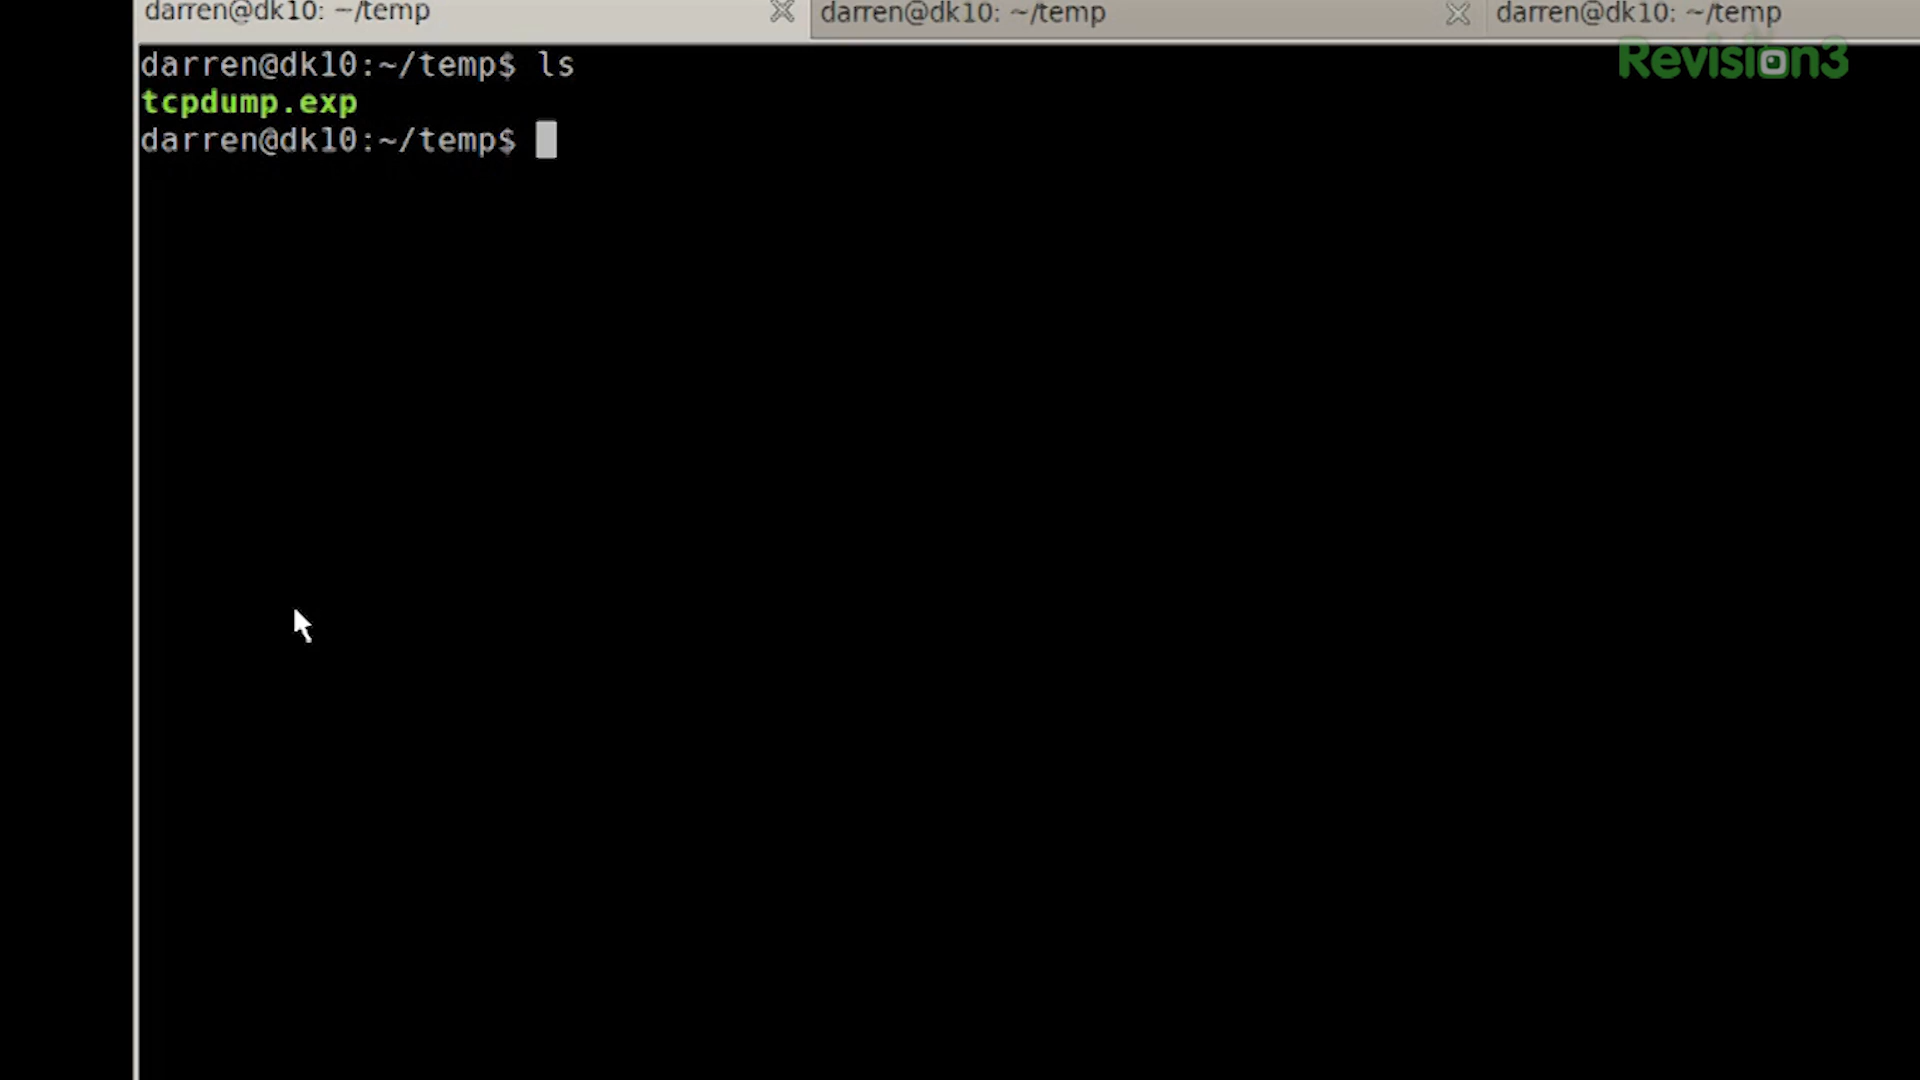 darren@dk10: ~/temp darren@dk10: ~/temp darren@dk10: ~/temp
Revision3
darren@dk10:~/temp$ ls
tcpdump.exp
darren@dk10:~/temp$